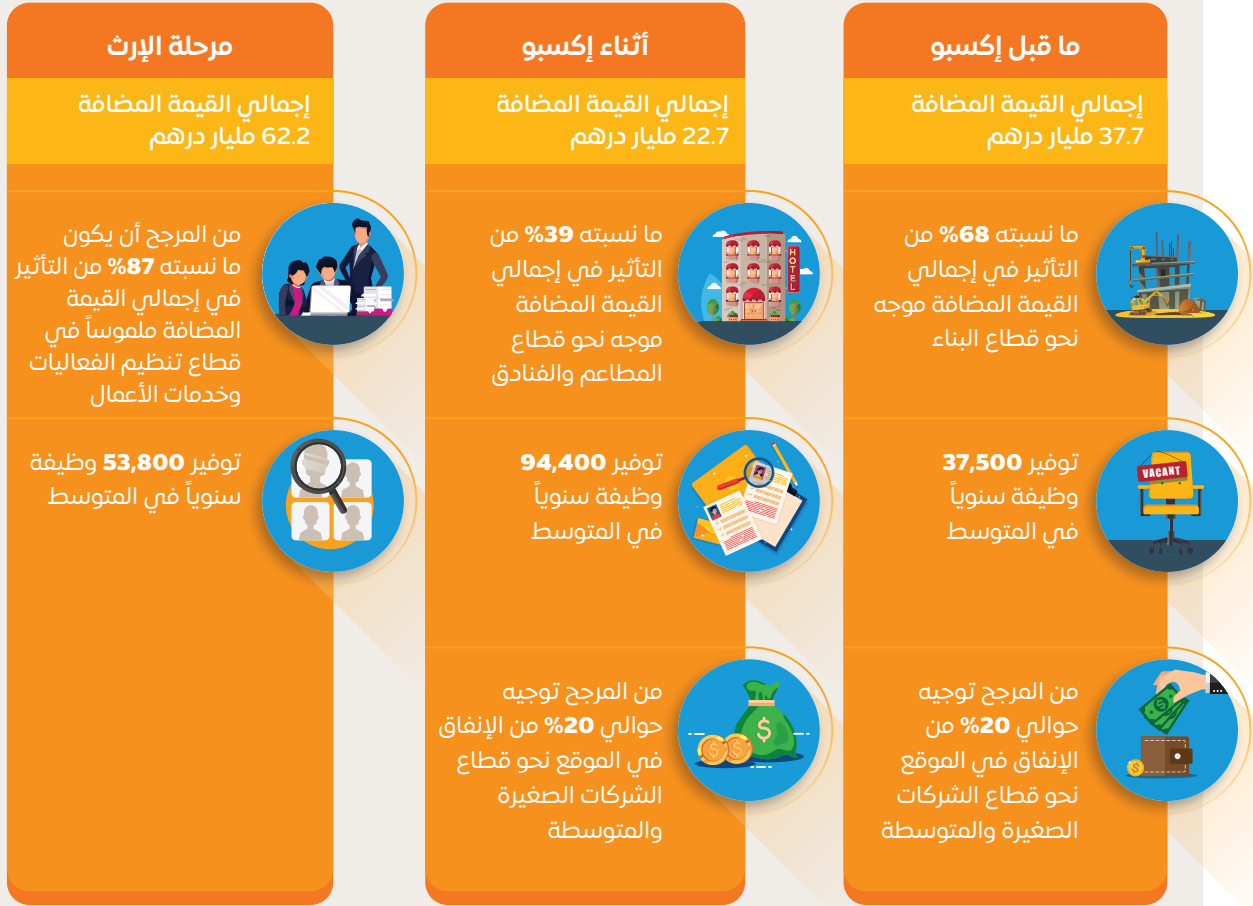 ما قبل إكسبو
إجمالي القيمة المضافة
37.7 مليار درهم
ما نسبته 68% من
التأثير في إجمالي
القيمة المضافة موجه
نحو قطاع البناء
VACANT
توفير 37,500
وظيفة سنوياً
في المتوسط
من المرجح توجيه
حوالي 20% من
الإنفاق في الموقع
نحو قطاع الشركات
الصغيرة والمتوسطة
أثناء إكسبو
إجمالي القيمة المضافة
22.7 مليار درهم
HOTEL
ما نسبته 39% من
التأثير في إجمالي
القيمة المضافة
موجه نحو قطاع
المطاعم والفنادق
توفير 94,400
وظيفة سنوياً
في المتوسط
من المرجح توجيه
حوالي 20% من الإنفاق
في الموقع نحو قطاع
الشركات الصغيرة
والمتوسطة
مرحلة الإرث
إجمالي القيمة المضافة
62.2 مليار درهم
من المرجح أن يكون
ما نسبته 87% من التأثير
في إجمالي القيمة
المضافة ملموساً في
قطاع تنظيم الفعاليات
وخدمات الأعمال
توفير 53,800 وظيفة
سنوياً في المتوسط